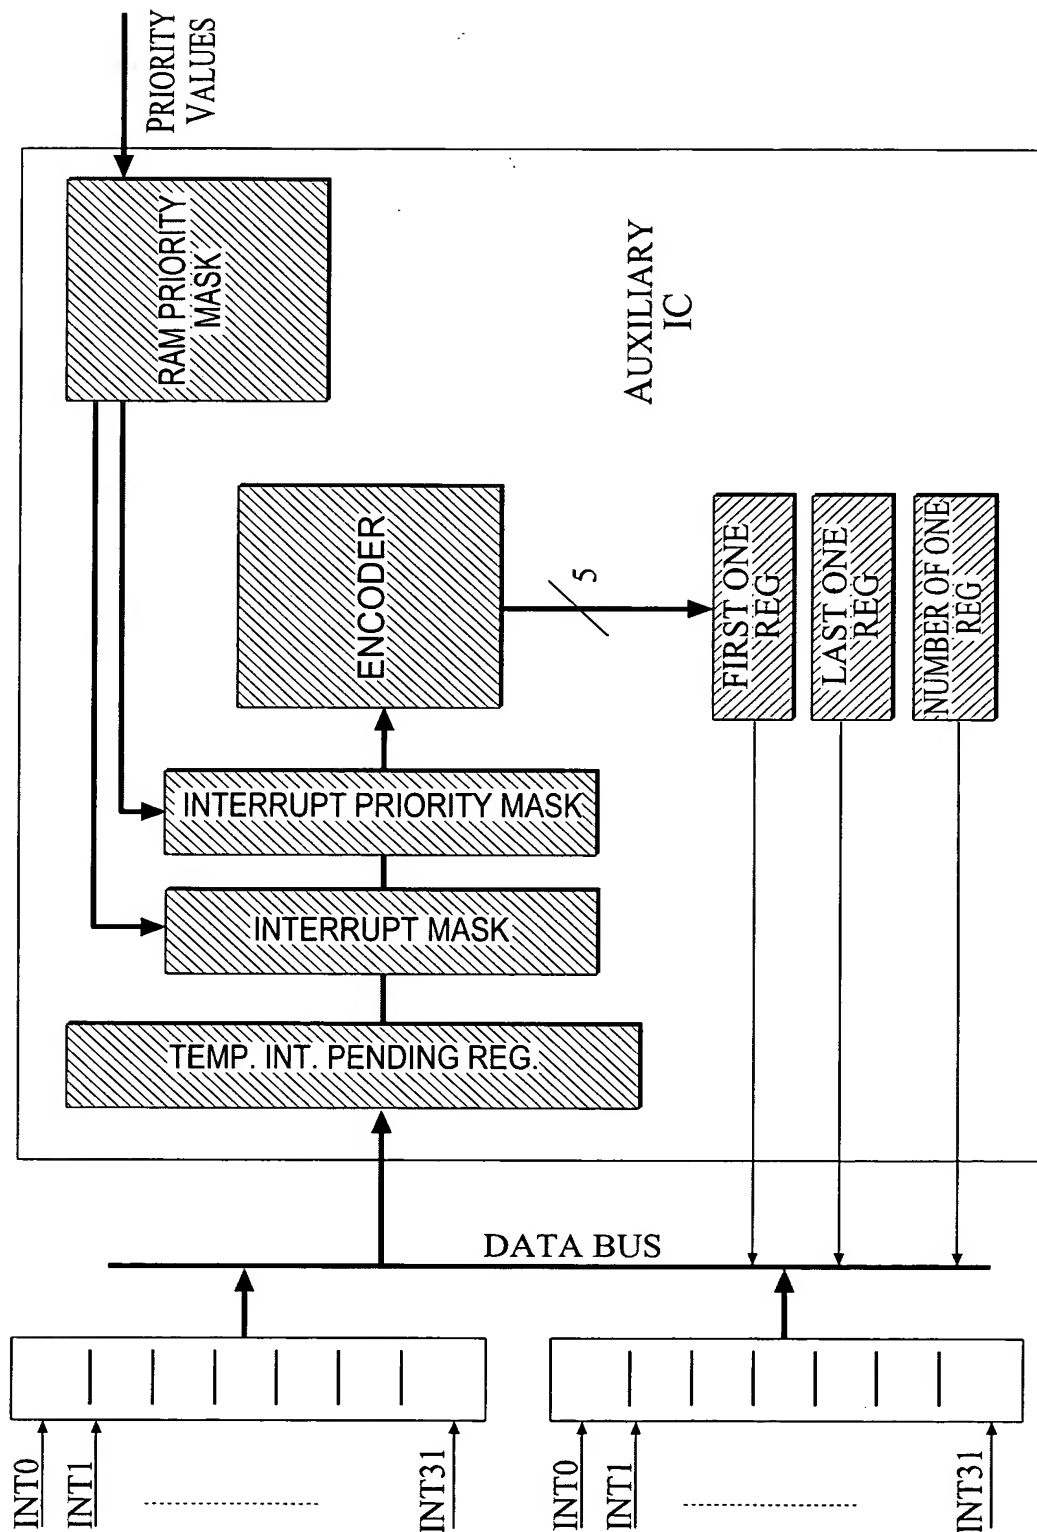 INT0
INT1
INT31
INT0
INT1
INT31
DATA BUS
TEMP. INT. PENDING REG.
INTERRUPT MASK
INTERRUPT PRIORITY MASK
ENCODER
5
RAM PRIORITY
MASK
PRIORITY
VALUES
FIRST ONE
REG
LAST ONE
REG
NUMBER OF ONE
REG
AUXILIARY
IC